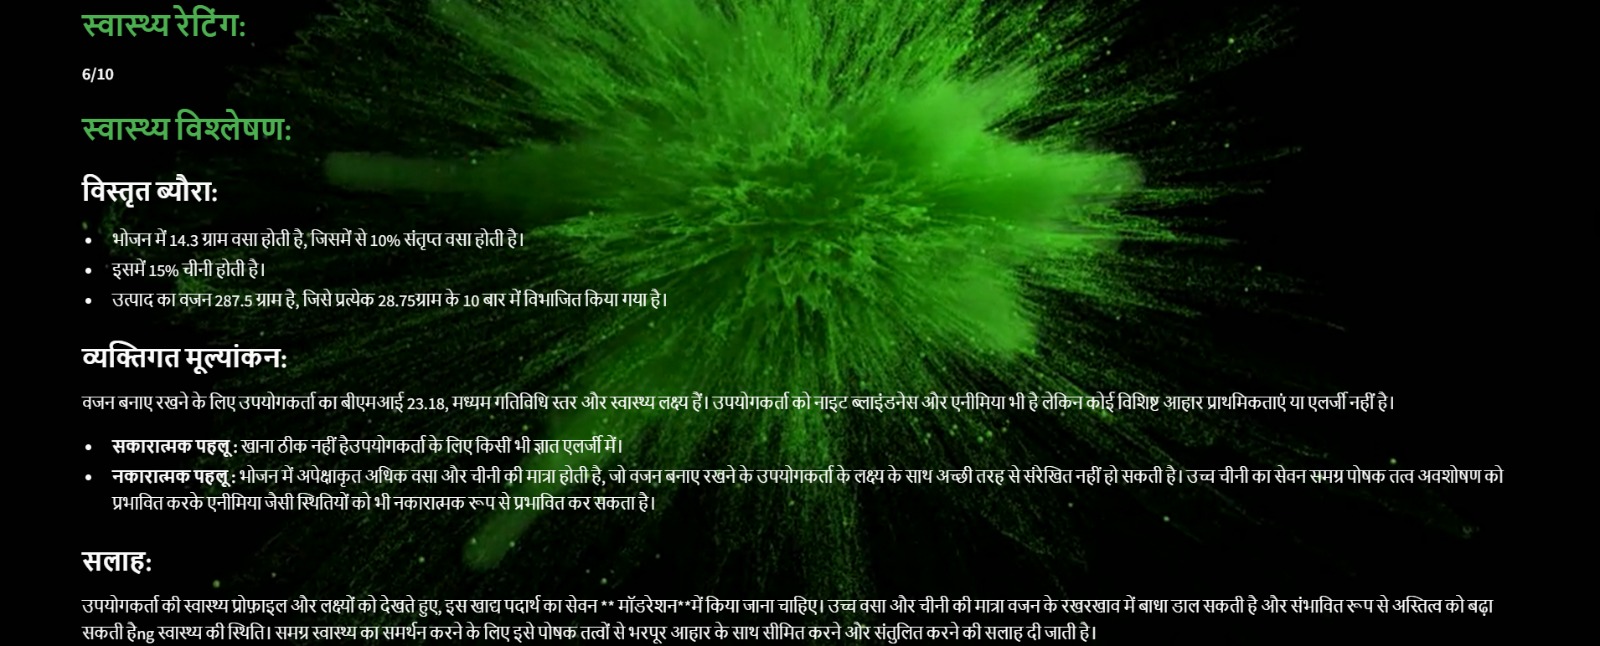 स्वास्थ्य रेटिंग:
6/10
स्वास्थ्य विश्लेषण:
विस्तृत ब्यौरा:
• भोजन में 14.3 ग्राम वसा होती है, जिसमें से 10% संतृप्त वसा होती है।
• इसमें 15% चीनी होती है।
• उत्पाद का वजन 287.5 ग्राम है, जिसे प्रत्येक 28.75ग्राम के 10 बार में विभाजित किया गया है।
व्यक्तिगत मूल्यांकन:
वजन बनाए रखने के लिए उपयोगकर्ता का बीएमआई 23.18, मध्यम गतिविधि स्तर और स्वास्थ्य लक्ष्य हैं। उपयोगकर्ता को नाइट ब्लाइंडनेस और एनीमिया भी है लेकिन कोई विशिष्ट आहार प्राथमिकताएं या एलर्जी नहीं है।
• सकारात्मक पहलू : खाना ठीक नहीं हैउपयोगकर्ता के लिए किसी भी ज्ञात एलर्जी में।
• नकारात्मक पहलू : भोजन में अपेक्षाकृत अधिक वसा और चीनी की मात्रा होती है, जो वजन बनाए रखने के उपयोगकर्ता के लक्ष्य के साथ अच्छी तरह से संरेखित नहीं हो सकती है। उच्च चीनी का सेवन समग्र पोषक तत्व अवशोषण को
प्रभावित करके एनीमिया जैसी स्थितियों को भी नकारात्मक रूप से प्रभावित कर सकता है।
सलाह:
उपयोगकर्ता की स्वास्थ्य प्रोफ़ाइल और लक्ष्यों को देखते हुए, इस खाद्य पदार्थ का सेवन ** मॉडरेशन**में किया जाना चाहिए। उच्च वसा और चीनी की मात्रा वजन के रखरखाव में बाधा डाल सकती है और संभावित रूप से अस्तित्व को बढ़ा
सकती हैng स्वास्थ्य की स्थिति। समग्र स्वास्थ्य का समर्थन करने के लिए इसे पोषक तत्वों से भरपूर आहार के साथ सीमित करने और संतुलित करने की सलाह दी जाती है।